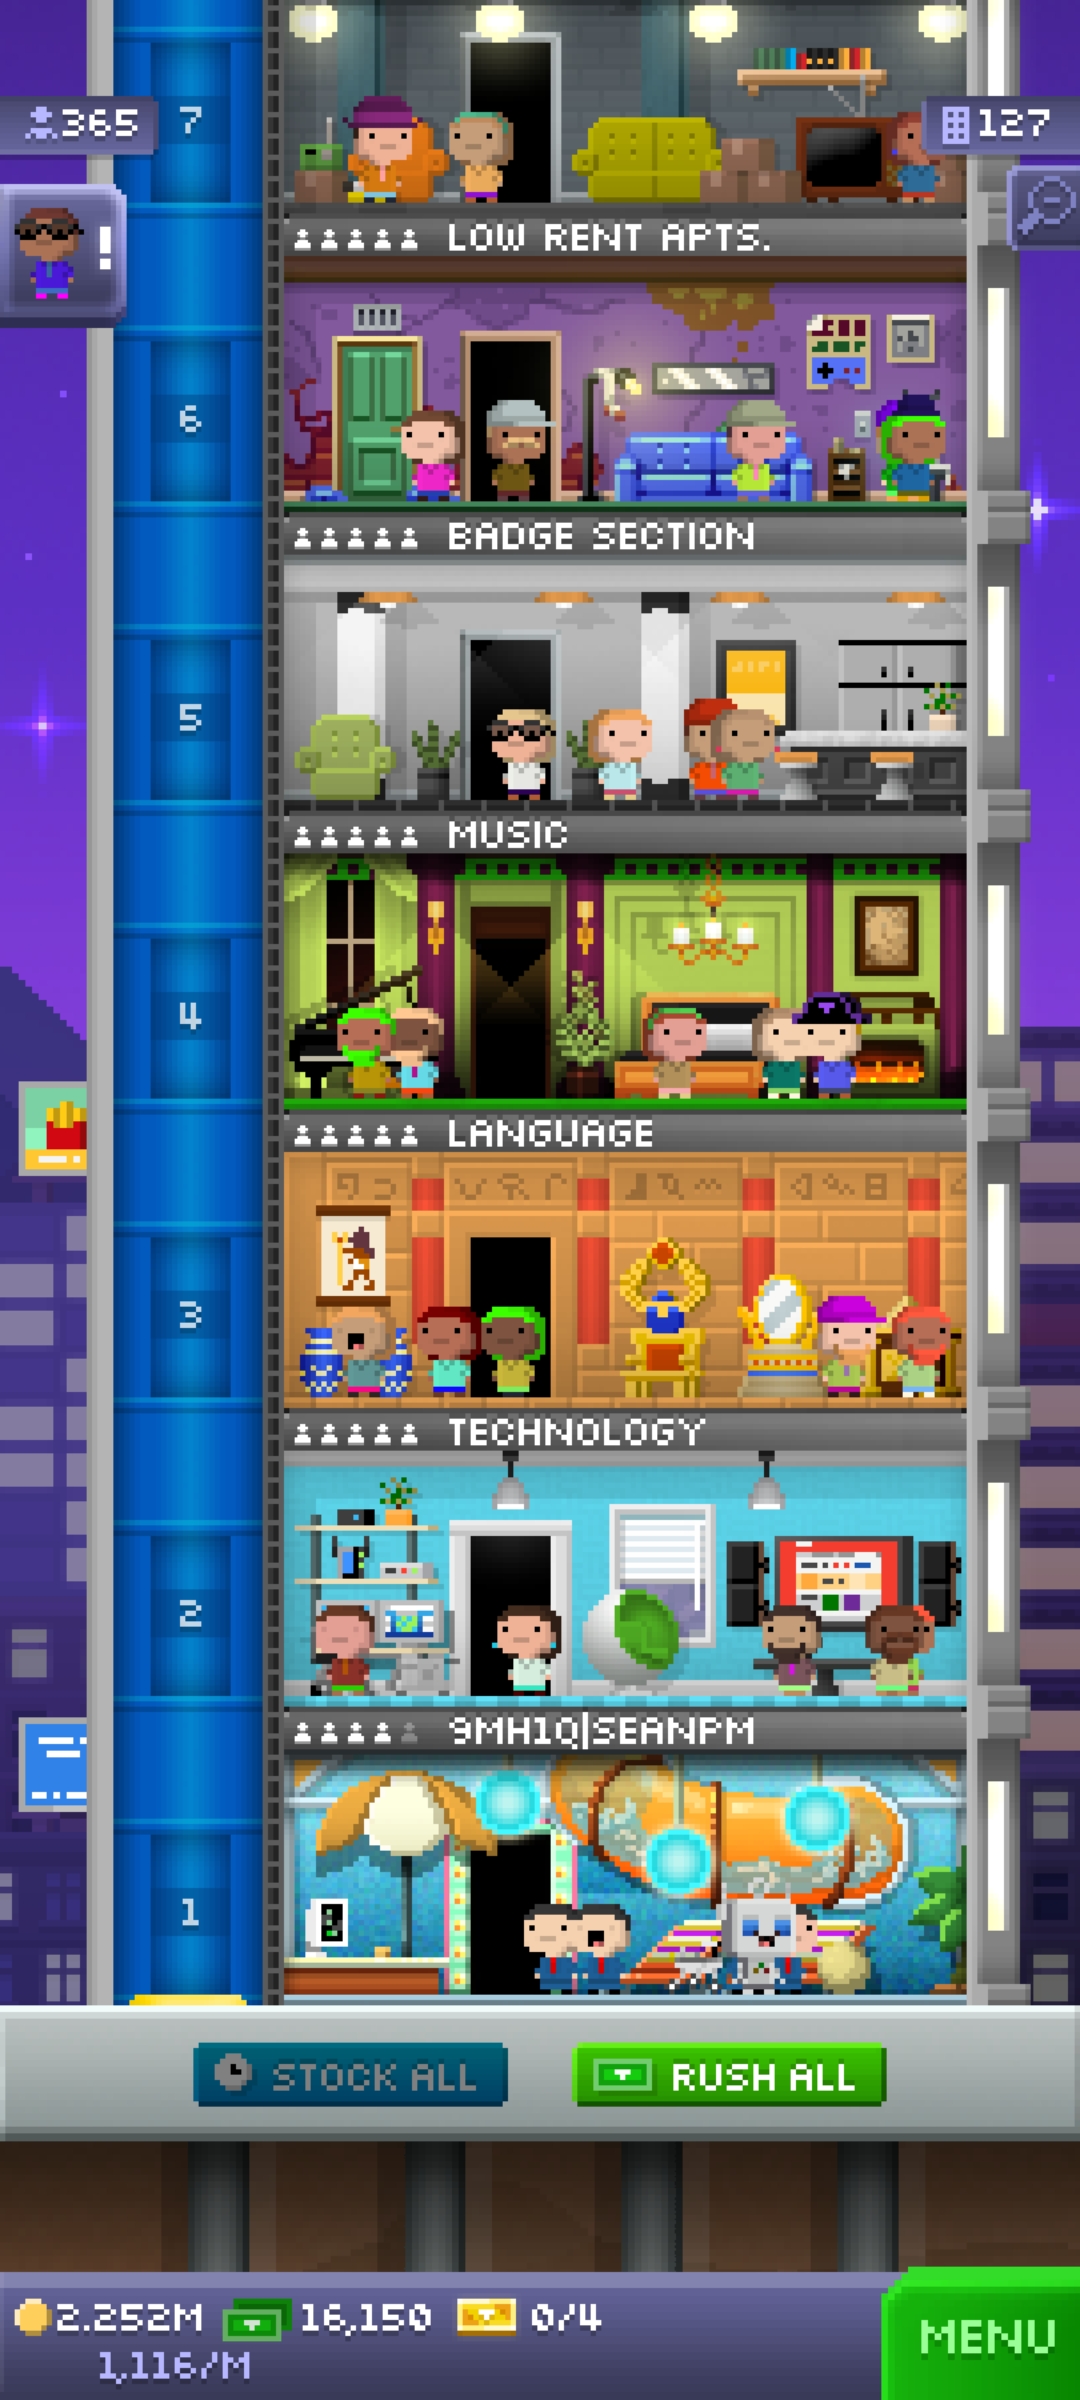 365
7
127
!
LOW RENT APTS.
6
BADGE SECTION
5
MUSIC
4
LANGUAGE
3
TECHNOLOGY
2
9MH1Q|SEANPM
1
STOCK ALL
RUSH ALL
2.252M
16,150
0/4
MENU
1,116/M